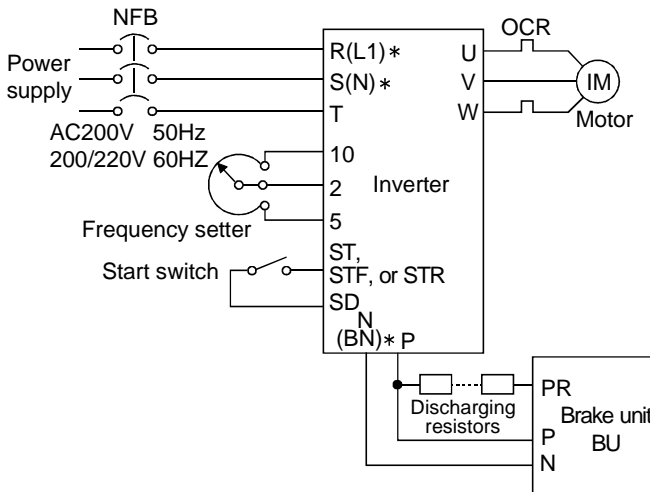 NFB
OCR
Power
supply
R(L1)*
S(N)*
T
U
V
W
IM
Motor
AC200V 50Hz
200/220V 60HZ
10
2
5
Inverter
Frequency setter
Start switch
ST,
STF, or STR
SD
N
(BN)* P
Discharging
resistors
PR
P
N
Brake unit
BU